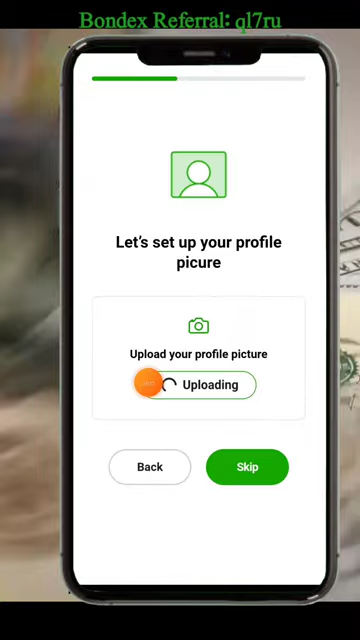 Bondex Referral: ql7ru
Let's set up your profile
picure
Upload your profile picture
Uploading
Back
Skip